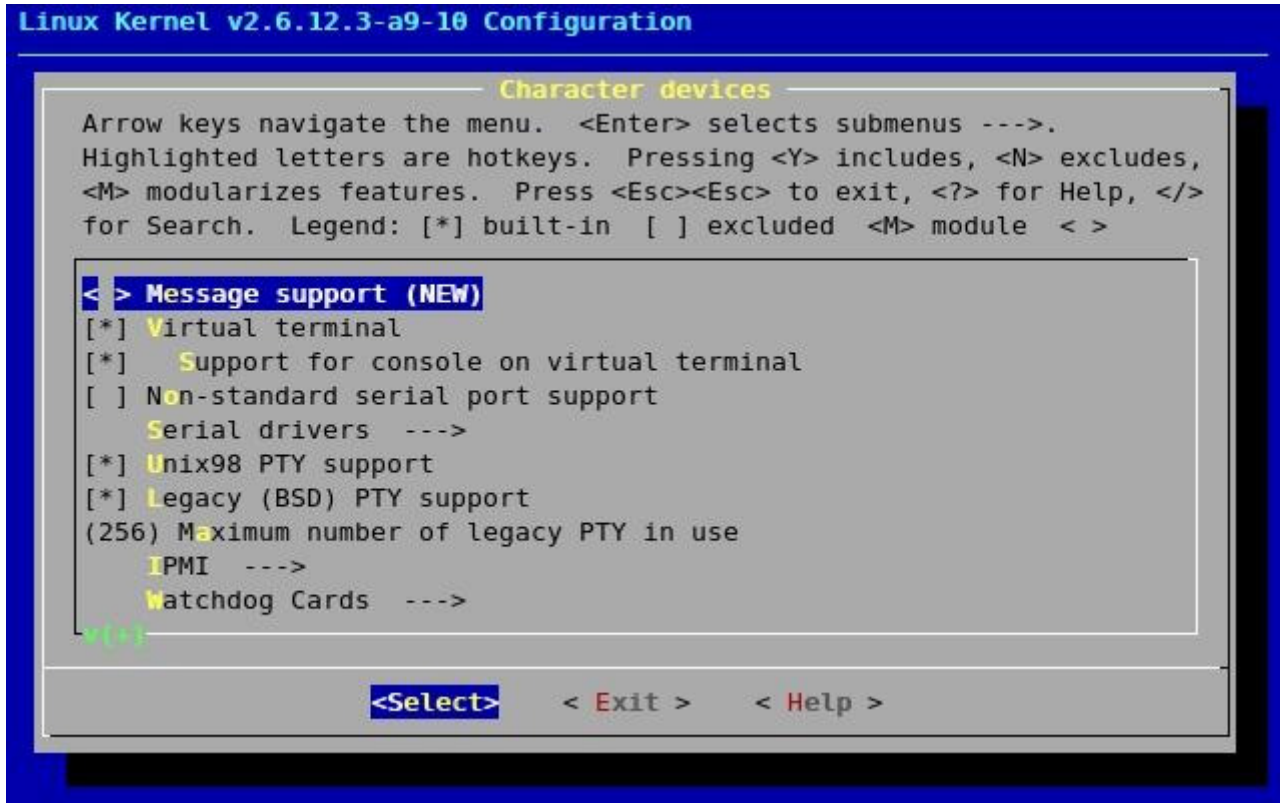 Linux Kernel v2.6.12.3-a9-10 Configuration
Character devices
Arrow keys navigate the menu.  <Enter> selects submenus --->.
Highlighted letters are hotkeys.  Pressing <Y> includes, <N> excludes,
<M> modularizes features.  Press <Esc><Esc> to exit, <?> for Help, </>
for Search.  Legend: [*] built-in  [ ] excluded  <M> module  < >
< > Message support (NEW)
[*] Virtual terminal
[*]   Support for console on virtual terminal
[ ] Non-standard serial port support
    Serial drivers  --->
[*] Unix98 PTY support
[*] Legacy (BSD) PTY support
(256) Maximum number of legacy PTY in use
    IPMI  --->
    Watchdog Cards  --->
v(+)
<Select>    < Exit >    < Help >